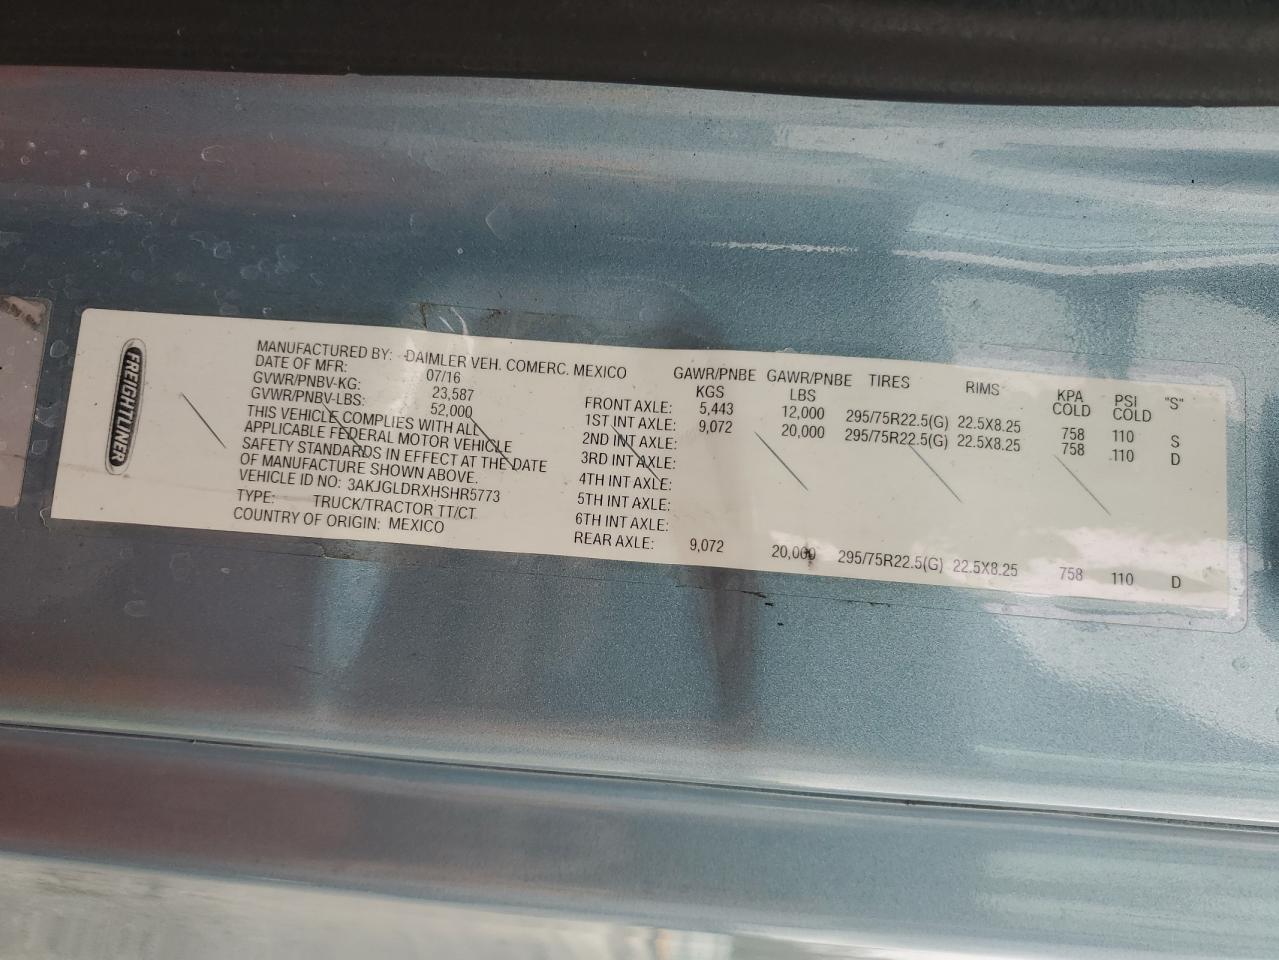 FREIGHTLINER
MANUFACTURED BY: DAIMLER VEH. COMERC. MEXICO
DATE OF MFR: 07/16
GVWR/PNBV-KG: 23,587
GVWR/PNBV-LBS: 52,000
THIS VEHICLE COMPLIES WITH ALL
APPLICABLE FEDERAL MOTOR VEHICLE
SAFETY STANDARDS IN EFFECT AT THE DATE
OF MANUFACTURE SHOWN ABOVE.
VEHICLE ID NO: 3AKJGLDRXHSHR5773
TYPE: TRUCK/TRACTOR TT/CT
COUNTRY OF ORIGIN: MEXICO
GAWR/PNBE GAWR/PNBE TIRES RIMS KPA PSI "S"
KGS LBS COLD COLD
FRONT AXLE: 5,443 12,000 295/75R22.5(G) 22.5X8.25 758 110 S
1ST INT AXLE: 9,072 20,000 295/75R22.5(G) 22.5X8.25 758 110 D
2ND INT AXLE:
3RD INT AXLE:
4TH INT AXLE:
5TH INT AXLE:
6TH INT AXLE:
REAR AXLE: 9,072 20,000 295/75R22.5(G) 22.5X8.25 758 110 D